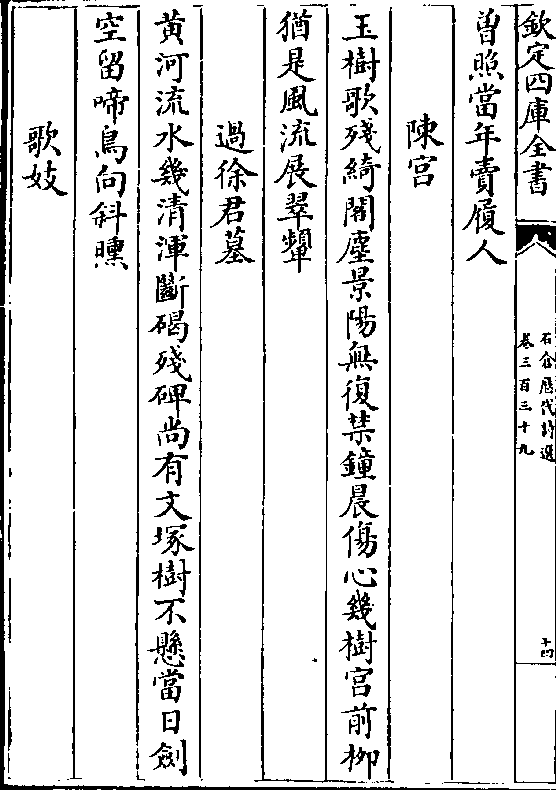 欽定四庫全書
石倉歷代詩選
卷三百三十九
十四
曽照當年賣履人
陳宫
玉樹歌殘綺閣塵景陽無復禁鐘晨傷心幾樹宫前栁
猶是風流展翠顰
過徐君墓
黄河流水幾清渾斷碣殘碑尚有文塚樹不懸當日劍
空留啼鳥向斜曛
歌妓